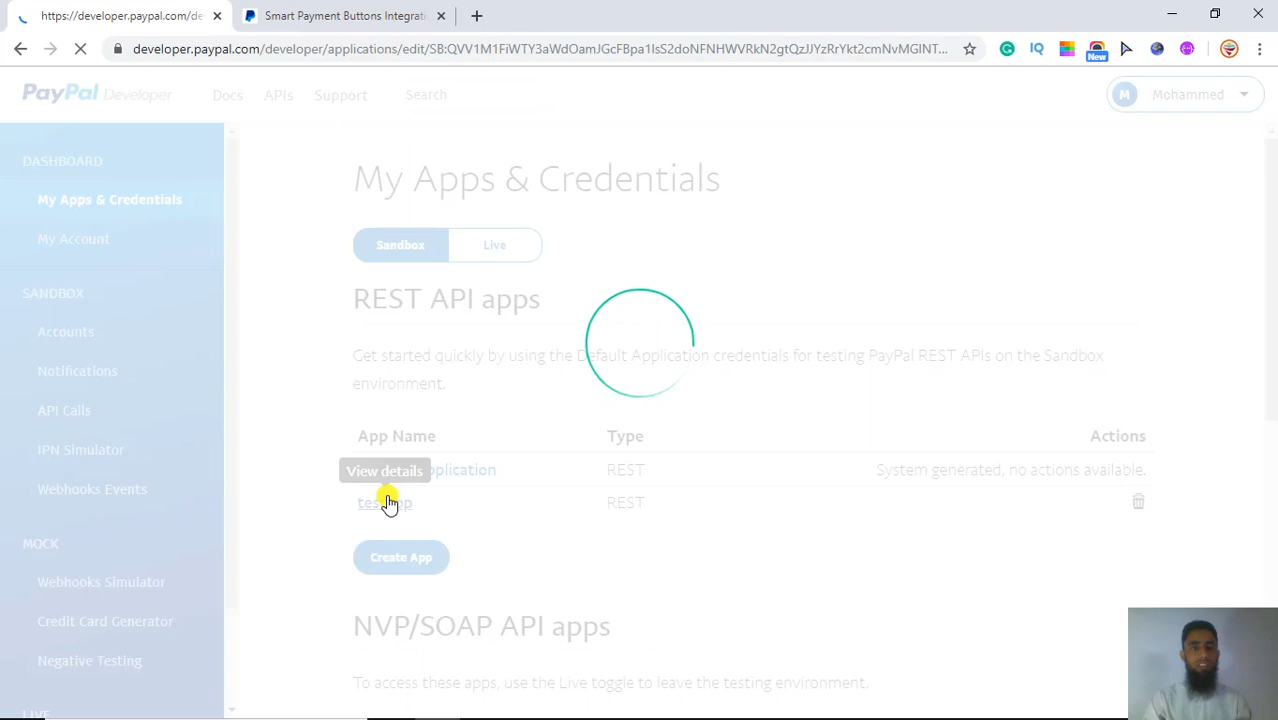 https://developer.paypal.com/de
Smart Payment Buttons Integrati
developer.paypal.com/developer/applications/edit/SB:QVV1M1FiWTY3aWdOamJGcFBpa1lsS2doNFNHWVRkN2gtQzJJYzRrYkt2cmNvMGlNT...
IQ
New
PayPal Developer
Docs
APIs
Support
Search
M
Mohammed
DASHBOARD
My Apps & Credentials
My Account
SANDBOX
Accounts
Notifications
API Calls
IPN Simulator
Webhooks Events
MOCK
Webhooks Simulator
Credit Card Generator
Negative Testing
LIVE
My Apps & Credentials
Sandbox
Live
REST API apps
Get started quickly by using the Default Application credentials for testing PayPal REST APIs on the Sandbox
environment.
App Name
Type
Actions
View details
plication
REST
System generated, no actions available.
REST
Create App
NVP/SOAP API apps
To access these apps, use the Live toggle to leave the testing environment.